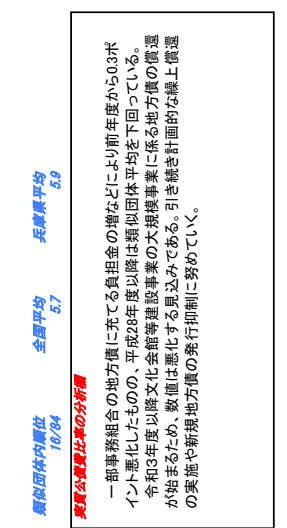 類似団体内順位 全国平均 兵庫県平均
16/84 5.7 5.9
実質公債費比率の分析欄
一部事務組合の地方債に充てる負担金の増などにより前年度から0.3ポ
イント悪化したものの、平成28年度以降は類似団体平均を下回っている。
令和3年度以降文化会館等建設事業の大規模事業に係る地方債の償還
が始まるため、数値は悪化する見込みである。引き続き計画的な繰上償還
の実施や新規地方債の発行抑制に努めていく。